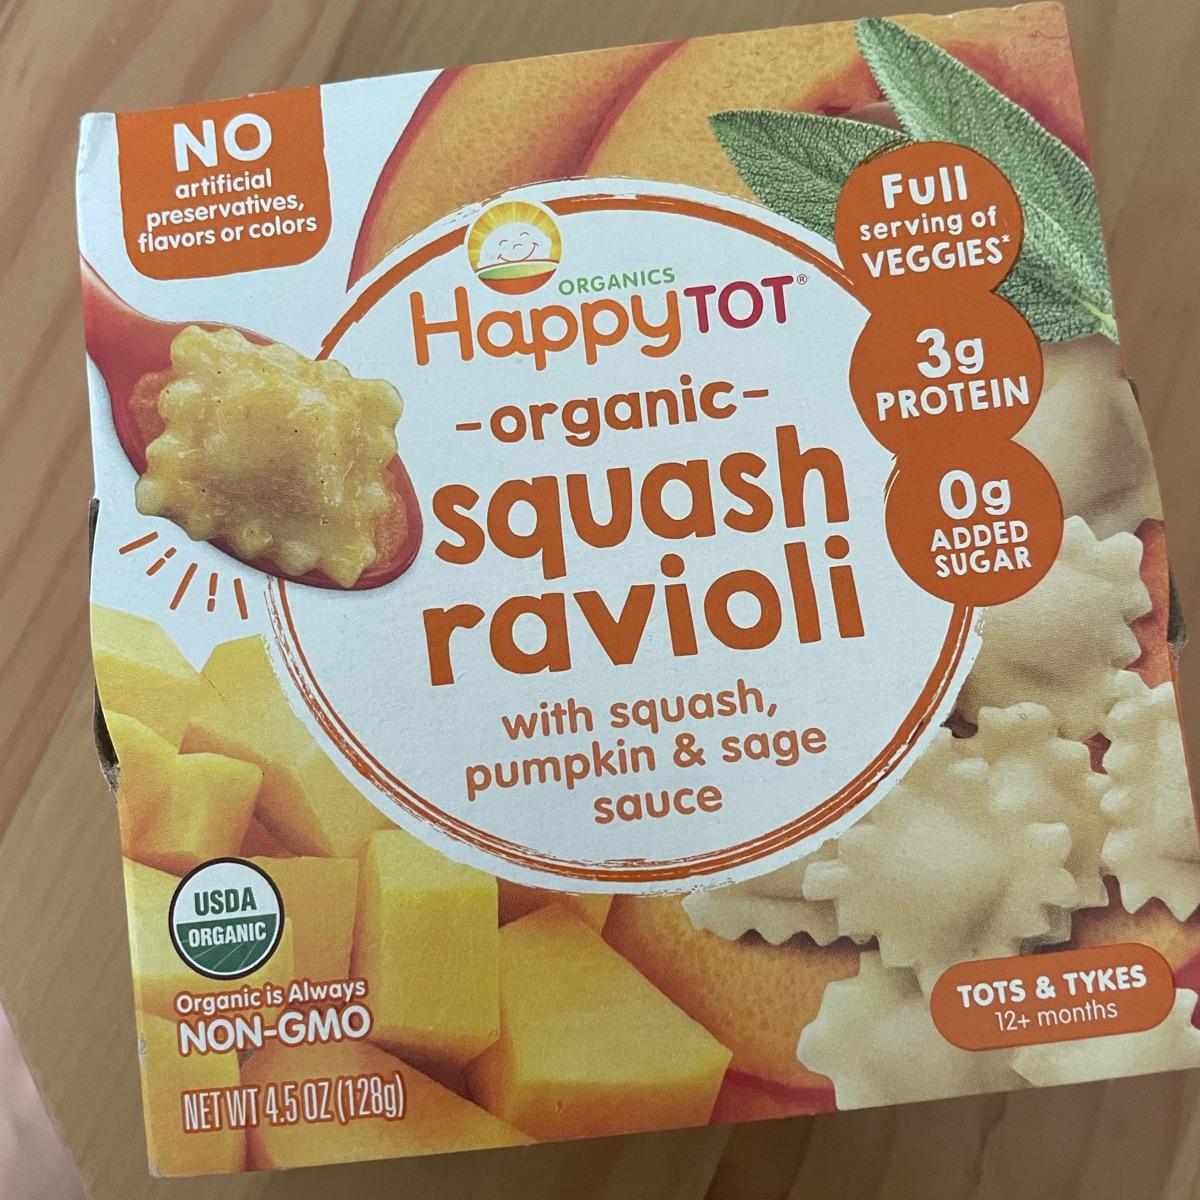 NO
artificial
preservatives,
flavors or colors
Full
serving of
VEGGIES*
3g
PROTEIN
0g
ADDED
SUGAR
ORGANICS
HappyTOT®
-organic-
squash
ravioli
with squash,
pumpkin & sage
sauce
USDA
ORGANIC
Organic is Always
NON-GMO
NET WT 4.5 OZ (128g)
TOTS & TYKES
12+ months